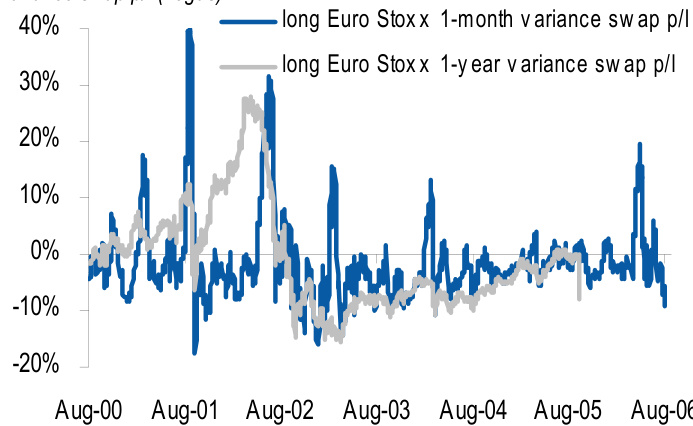 long Euro Stoxx 1-month variance swap p/l
long Euro Stoxx 1-year variance swap p/l
40%
30%
20%
10%
0%
-10%
-20%
Aug-00 Aug-01 Aug-02 Aug-03 Aug-04 Aug-05 Aug-06